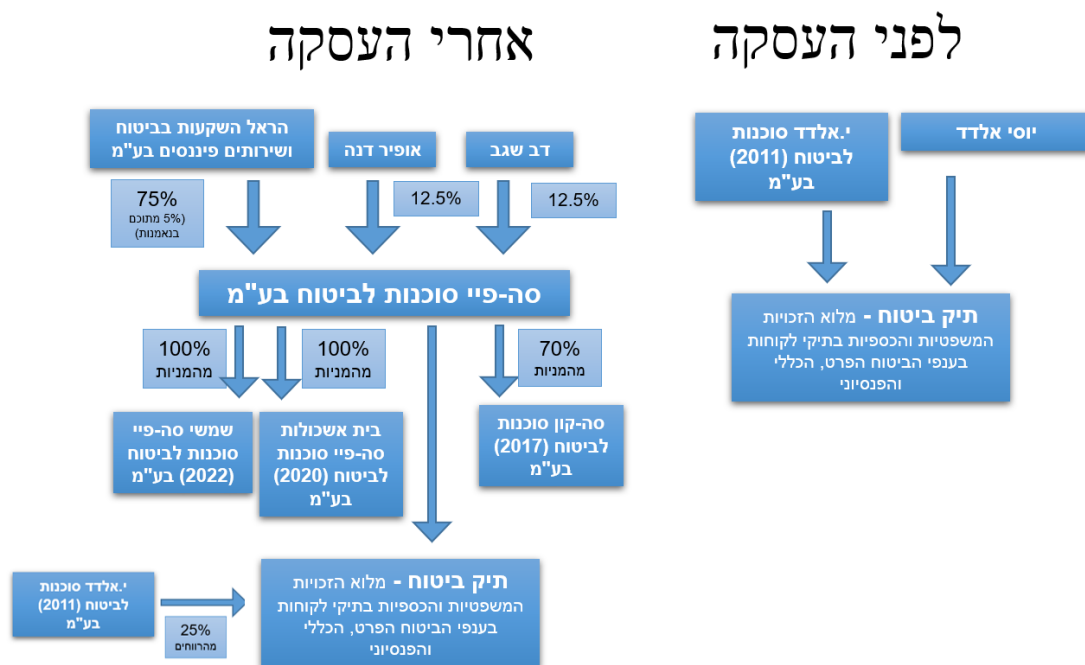 לפני העסקה
אחרי העסקה
יוסי אלדד
י.אלדד סוכנות
לביטוח (2011)
בע"מ
תיק ביטוח - מלוא הזכויות
המשפטיות והכספיות בתיקי לקוחות
בענפי הביטוח הפרט, הכללי
והפנסיוני
דב שגב
אופיר דנה
הראל השקעות בביטוח
ושירותים פיננסים בע"מ
12.5%
12.5%
75%
(5% מתוכם
בנאמנות)
סה-פיי סוכנות לביטוח בע"מ
70%
מהמניות
100%
מהמניות
100%
מהמניות
סה-קון סוכנות
לביטוח (2017)
בע"מ
בית אשכולות
סה-פיי סוכנות
לביטוח (2020)
בע"מ
שמשי סה-פיי
סוכנות לביטוח
(2022) בע"מ
תיק ביטוח - מלוא הזכויות
המשפטיות והכספיות בתיקי לקוחות
בענפי הביטוח הפרט, הכללי
והפנסיוני
י.אלדד סוכנות
לביטוח (2011)
בע"מ
25%
מהרווחים